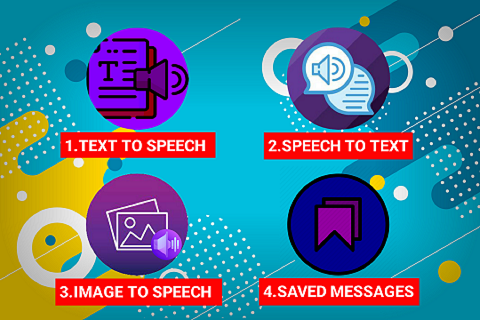 T
1.TEXT TO SPEECH
2.SPEECH TO TEXT
3.IMAGE TO SPEECH
4.SAVED MESSAGES